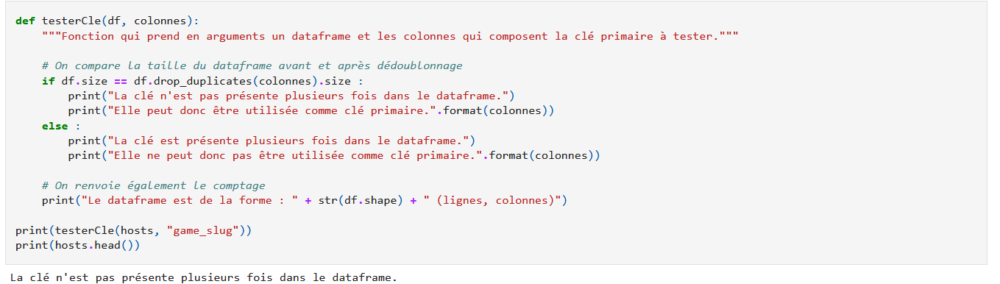 def testerCle(df, colonnes):
    """Fonction qui prend en arguments un dataframe et les colonnes qui composent la clé primaire à tester."""
    # On compare la taille du dataframe avant et après dédoublonnage
    if df.size == df.drop_duplicates(colonnes).size :
        print("La clé n'est pas présente plusieurs fois dans le dataframe.")
        print("Elle peut donc être utilisée comme clé primaire.".format(colonnes))
    else :
        print("La clé est présente plusieurs fois dans le dataframe.")
        print("Elle ne peut donc pas être utilisée comme clé primaire.".format(colonnes))
    # On renvoie également le comptage
    print("Le dataframe est de la forme : " + str(df.shape) + " (lignes, colonnes)")
print(testerCle(hosts, "game_slug"))
print(hosts.head())
La clé n'est pas présente plusieurs fois dans le dataframe.